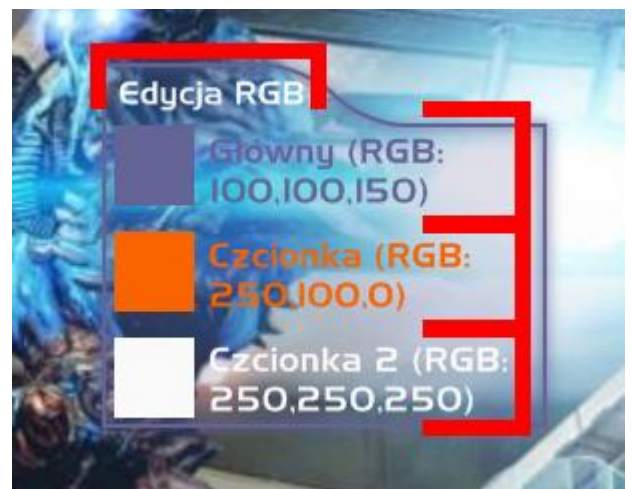 Edycja RGB
Główny (RGB:
100,100,150)
Czcionka (RGB:
250,100,0)
Czcionka 2 (RGB:
250,250,250)